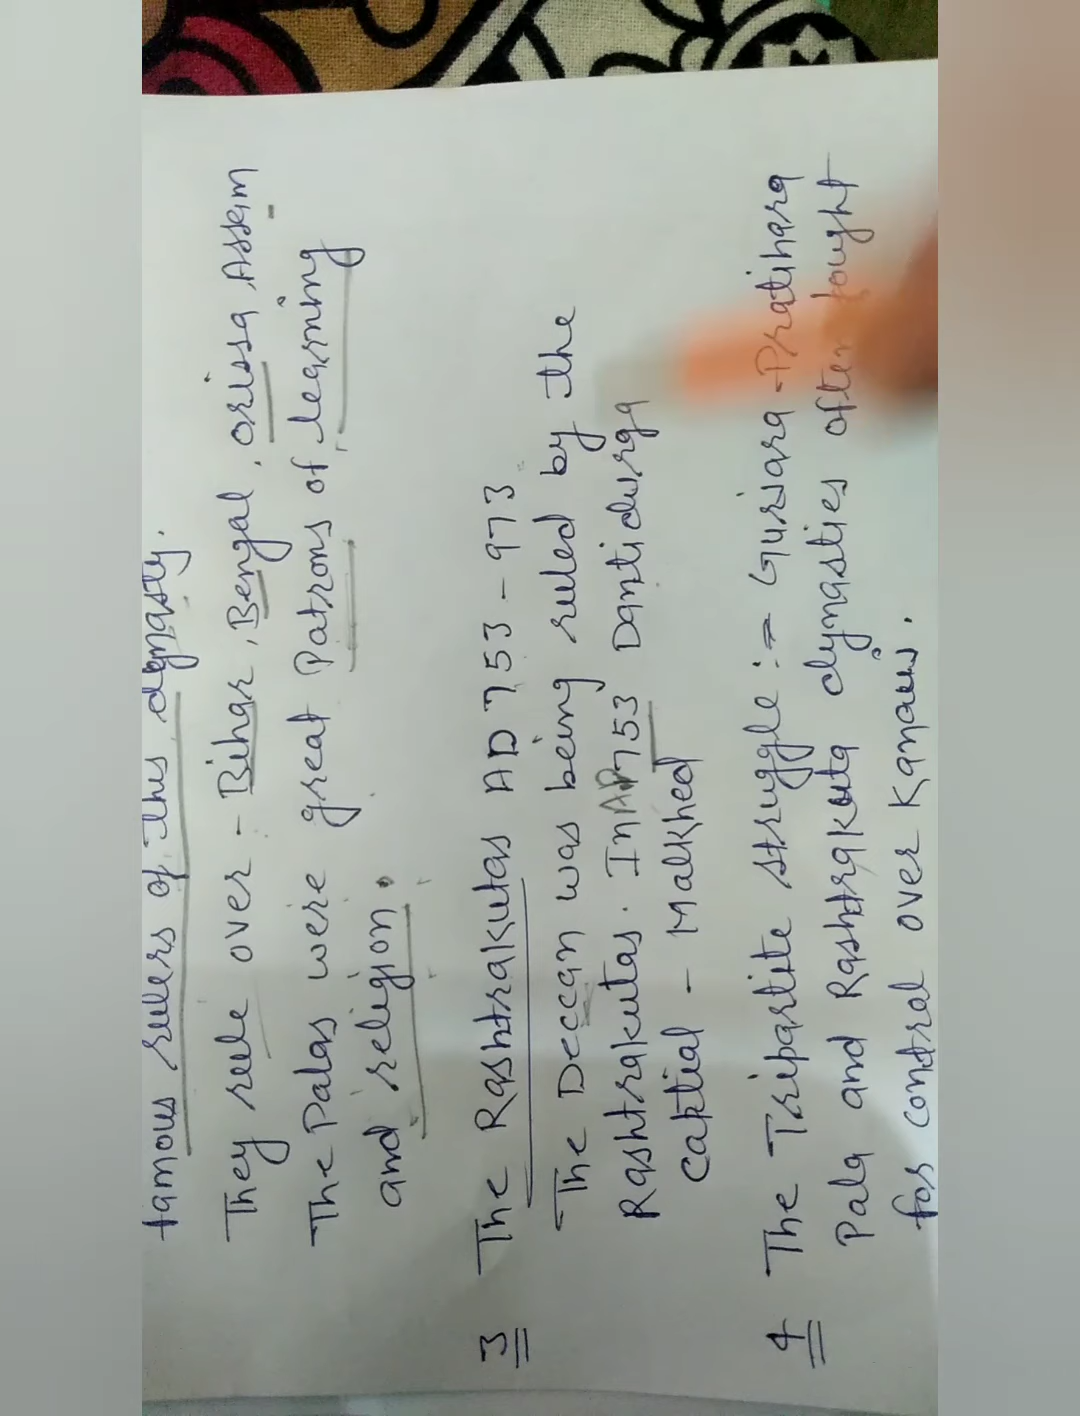 famous rulers of this dynasty.
They rule over - Bihar, Bengal, Orissa, Assam
The Palas were great Patrons of learning
and religion.
3 The Rashtrakutas AD 753 - 973
The Deccan was being ruled by the
Rashtrakutas. In AD 753 Dantidurga
Caktial - Malkhed
4 The Tripartite struggle :- Gurjara-Pratihara
Pala and Rashtrakuta dynasties often fought
for control over Kanauj.